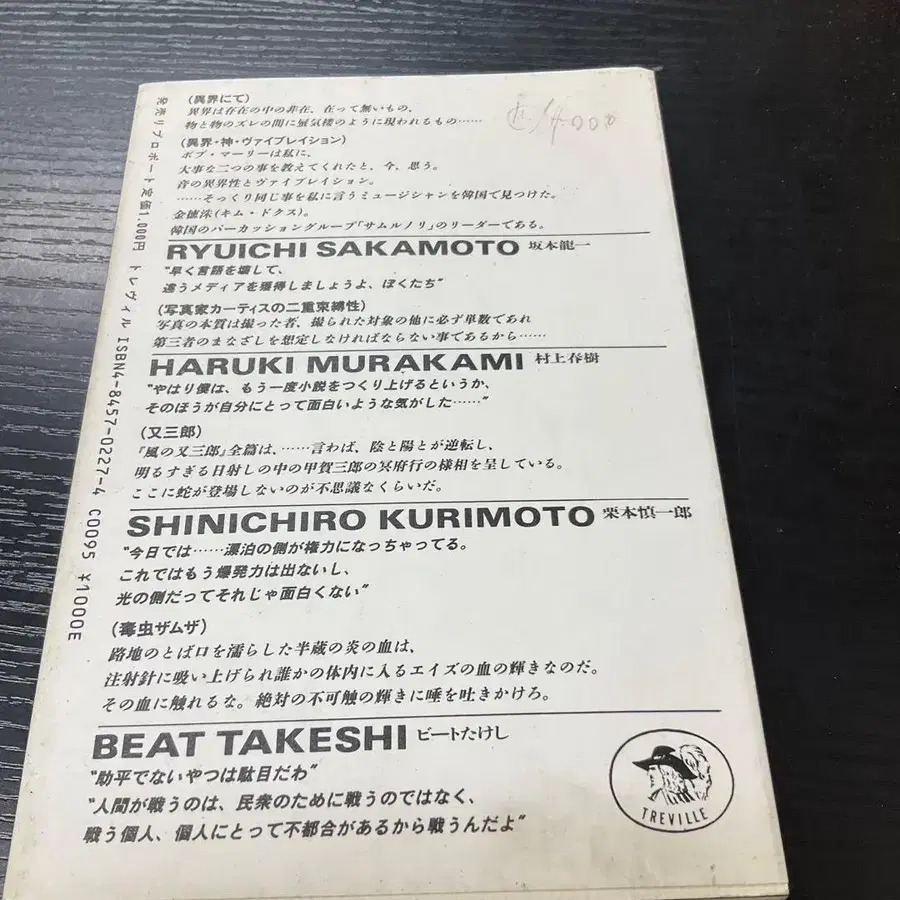 (異界にて)
異界は存在の中の非在、在って無いもの、
物と物のズレの間に蜃気楼のように現われるもの……
(異界・神・ヴァイブレイション)
ボブ・マーリーは私に、
大事な二つの事を教えてくれたと、今、思う。
音の異界性とヴァイブレイション。
……そっくり同じ事を私に言うミュージシャンを韓国で見つけた。
金徳洙(キム・ドクス)。
韓国のパーカッショングループ「サムルノリ」のリーダーである。
RYUICHI SAKAMOTO 坂本龍一
"早く言語を壊して、
違うメディアを獲得しましょうよ、ぼくたち"
(写真家カーティスの二重束縛性)
写真の本質は撮った者、撮られた対象の他に必ず単数であれ
第三者のまなざしを想定しなければならない事であるから……
HARUKI MURAKAMI 村上春樹
"やはり僕は、もう一度小説をつくり上げるというか、
そのほうが自分にとって面白いような気がした……"
(又三郎)
『風の又三郎』全篇は、……言わば、陰と陽とが逆転し、
明るすぎる日射しの中の甲賀三郎の冥府行の様相を呈している。
ここに蛇が登場しないのが不思議なくらいだ。
SHINICHIRO KURIMOTO 栗本慎一郎
"今日では……漂泊の側が権力になっちゃってる。
これではもう爆発力は出ないし、
光の側だってそれじゃ面白くない"
(毒虫ザムザ)
路地のとば口を濡らした半蔵の炎の血は、
注射針に吸い上げられ誰かの体内に入るエイズの血の輝きなのだ。
その血に触れるな。絶対の不可触の輝きに唾を吐きかけろ。
BEAT TAKESHI ビートたけし
"助平でないやつは駄目だわ"
"人間が戦うのは、民衆のために戦うのではなく、
戦う個人、個人にとって不都合があるから戦うんだよ"
TREVILLE
発売リブロポート 定価1,000円 トレヴィル ISBN4-8457-0227-4 C0095 ¥1000E